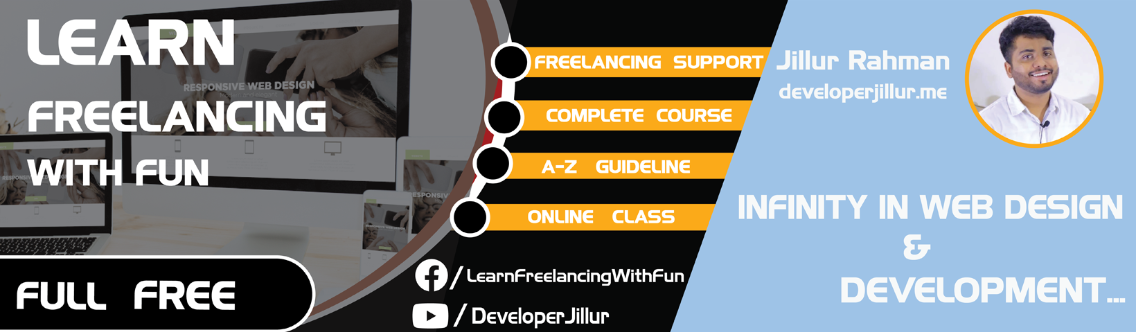 LEARN
FREELANCING
WITH FUN
FULL FREE
RESPONSIVE WEB DESIGN
FREELANCING SUPPORT
COMPLETE COURSE
A-Z GUIDELINE
ONLINE CLASS
/LearnFreelancingWithFun
/ DeveloperJillur
Jillur Rahman
developerjillur.me
INFINITY IN WEB DESIGN
&
DEVELOPMENT...